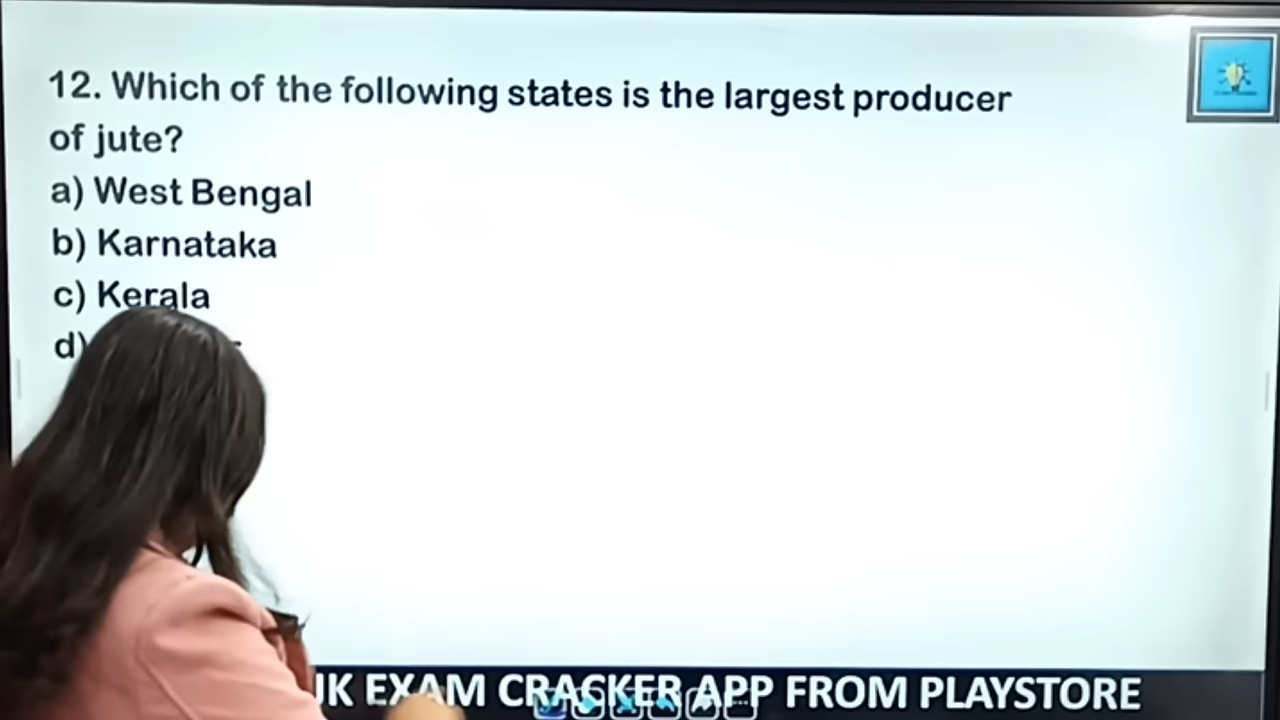 12. Which of the following states is the largest producer
of jute?
a) West Bengal
b) Karnataka
c) Kerala
d)
JK EXAM CRACKER APP FROM PLAYSTORE